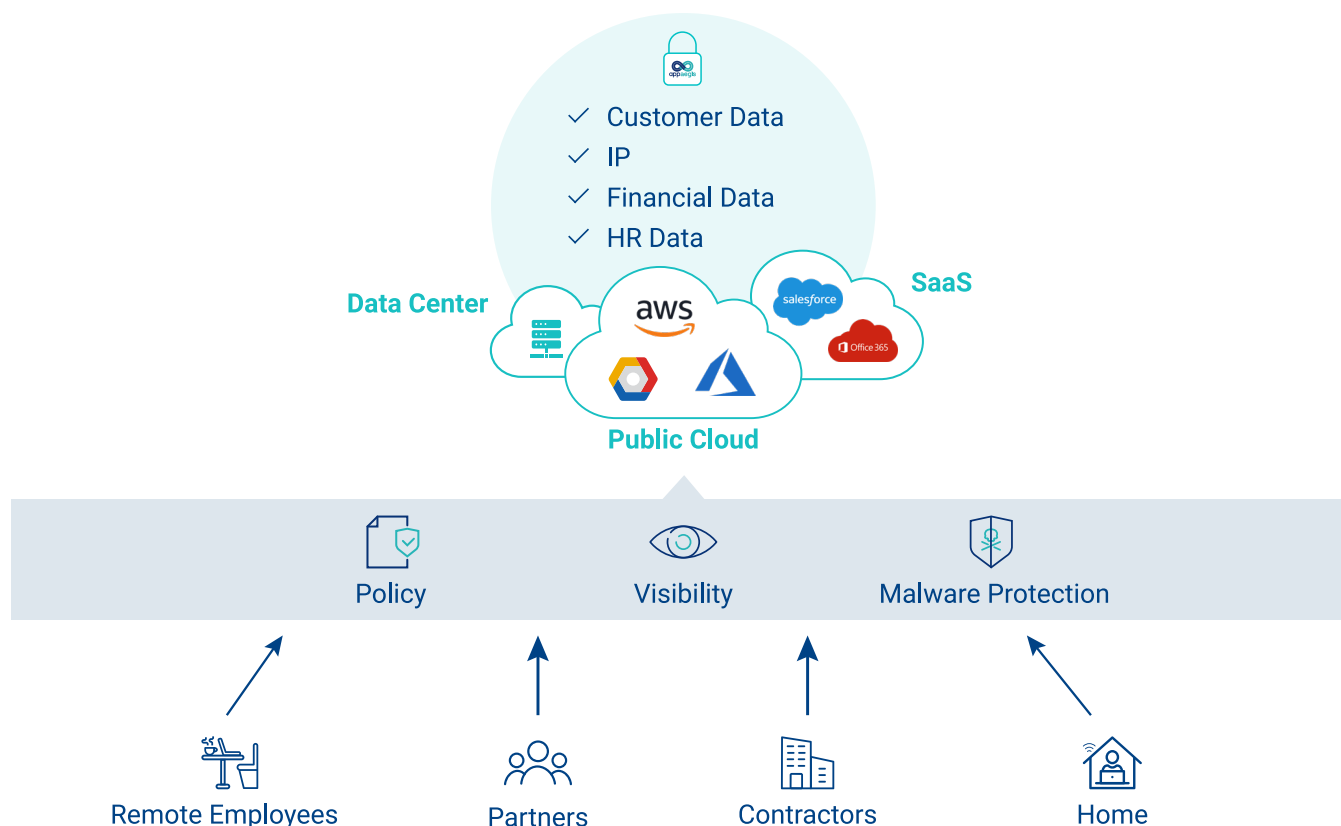 appaegis
Customer Data
IP
Financial Data
HR Data
Data Center
aws
salesforce
Office 365
SaaS
Public Cloud
Policy
Visibility
Malware Protection
Remote Employees
Partners
Contractors
Home